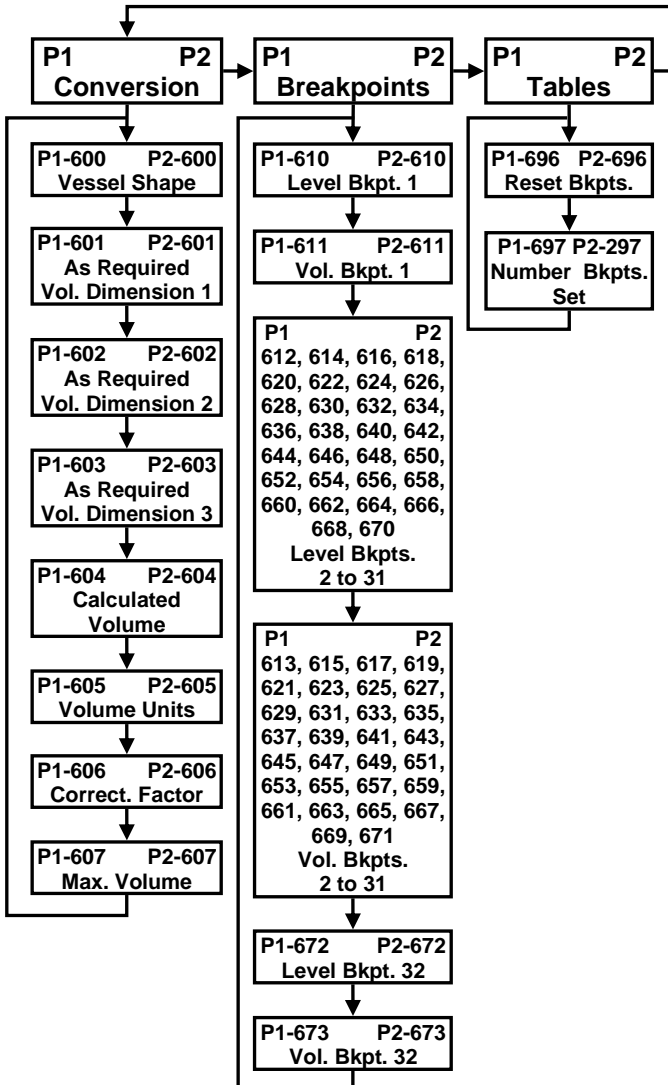 P1 P2
Conversion
P1 P2
Breakpoints
P1 P2
Tables
P1-600 P2-600
Vessel Shape
P1-601 P2-601
As Required
Vol. Dimension 1
P1-602 P2-602
As Required
Vol. Dimension 2
P1-603 P2-603
As Required
Vol. Dimension 3
P1-604 P2-604
Calculated
Volume
P1-605 P2-605
Volume Units
P1-606 P2-606
Correct. Factor
P1-607 P2-607
Max. Volume
P1-610 P2-610
Level Bkpt. 1
P1-611 P2-611
Vol. Bkpt. 1
P1 P2
612, 614, 616, 618,
620, 622, 624, 626,
628, 630, 632, 634,
636, 638, 640, 642,
644, 646, 648, 650,
652, 654, 656, 658,
660, 662, 664, 666,
668, 670
Level Bkpts.
2 to 31
P1 P2
613, 615, 617, 619,
621, 623, 625, 627,
629, 631, 633, 635,
637, 639, 641, 643,
645, 647, 649, 651,
653, 655, 657, 659,
661, 663, 665, 667,
669, 671
Vol. Bkpts.
2 to 31
P1-672 P2-672
Level Bkpt. 32
P1-673 P2-673
Vol. Bkpt. 32
P1-696 P2-696
Reset Bkpts.
P1-697 P2-297
Number Bkpts.
Set